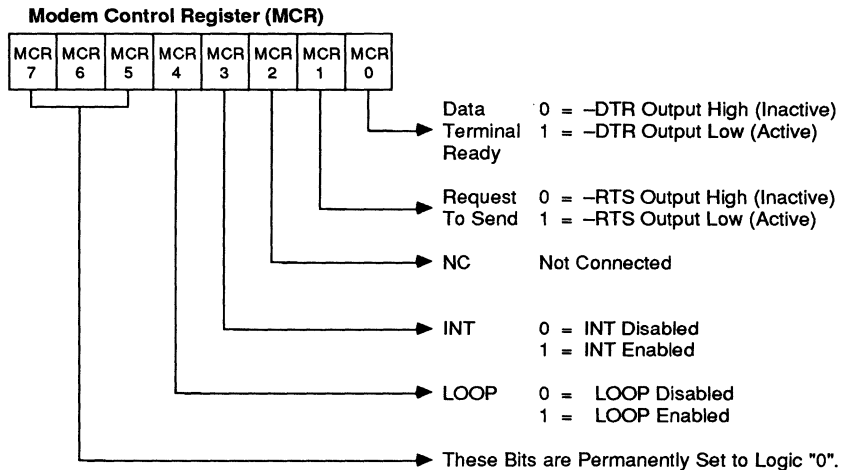 Modem Control Register (MCR)
MCR 7 MCR 6 MCR 5 MCR 4 MCR 3 MCR 2 MCR 1 MCR 0
Data Terminal Ready
0 = –DTR Output High (Inactive)
1 = –DTR Output Low (Active)
Request To Send
0 = –RTS Output High (Inactive)
1 = –RTS Output Low (Active)
NC Not Connected
INT 0 = INT Disabled
1 = INT Enabled
LOOP 0 = LOOP Disabled
1 = LOOP Enabled
These Bits are Permanently Set to Logic "0".